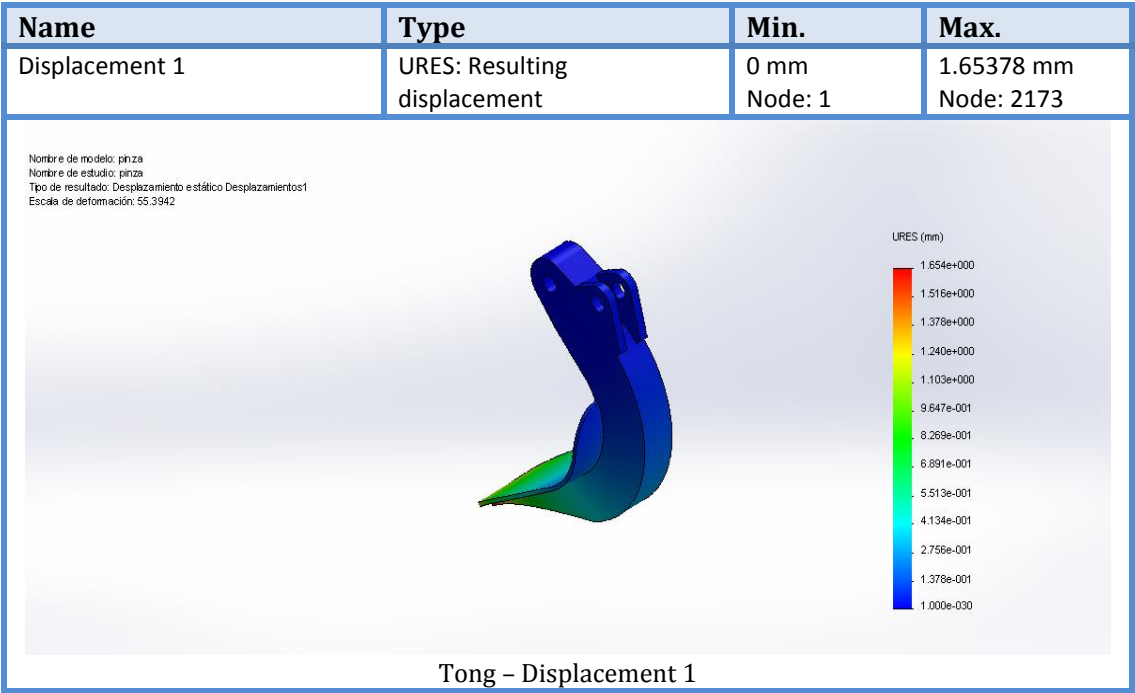 Name Type Min. Max.
Displacement 1 URES: Resulting displacement 0 mm Node: 1 1.65378 mm Node: 2173
Nombre de modelo: pinza
Nombre de estudio: pinza
Tipo de resultado: Desplazamiento estático Desplazamientos1
Escala de deformación: 55.3942
URES (mm)
1.654e+000
1.516e+000
1.378e+000
1.240e+000
1.103e+000
9.647e-001
8.269e-001
6.891e-001
5.513e-001
4.134e-001
2.756e-001
1.378e-001
1.000e-030
Tong – Displacement 1